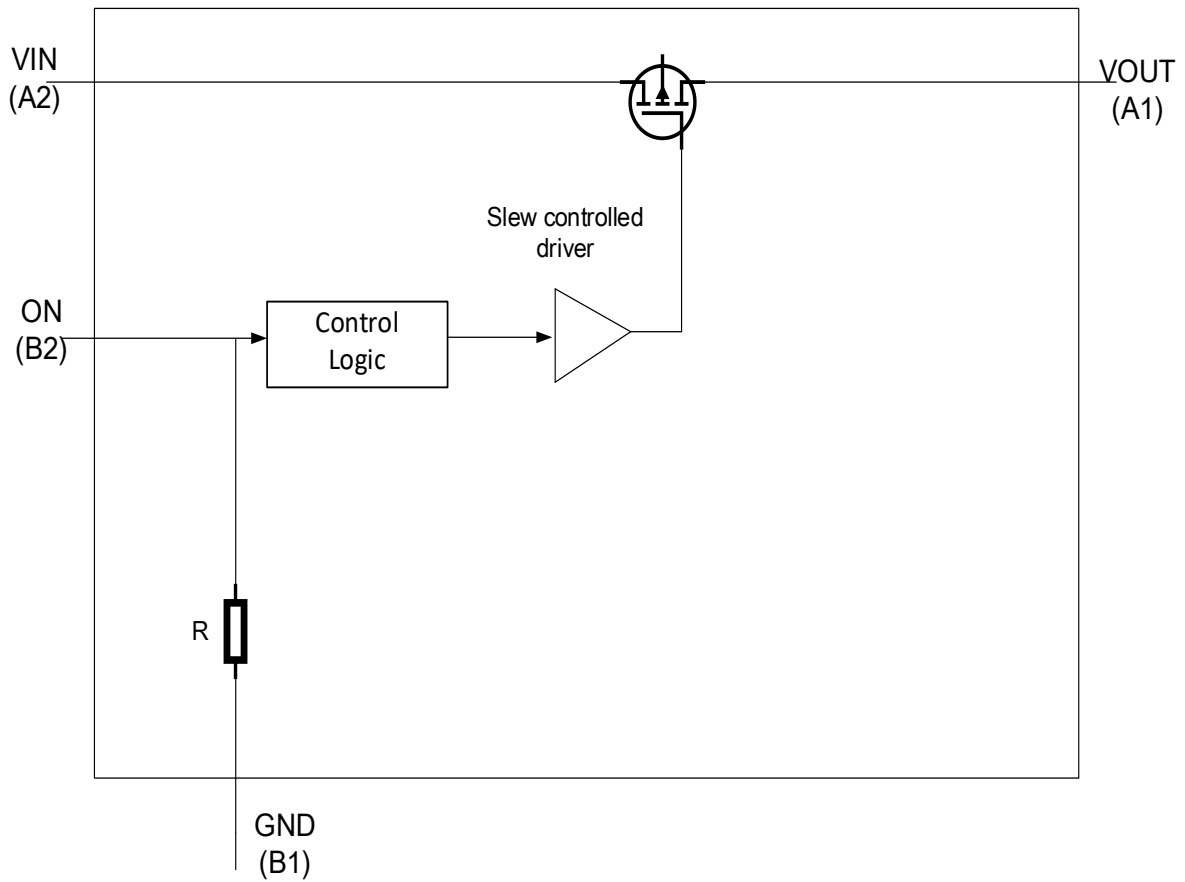 VIN
(A2)
VOUT
(A1)
Slew controlled
driver
ON
(B2)
Control
Logic
R
GND
(B1)